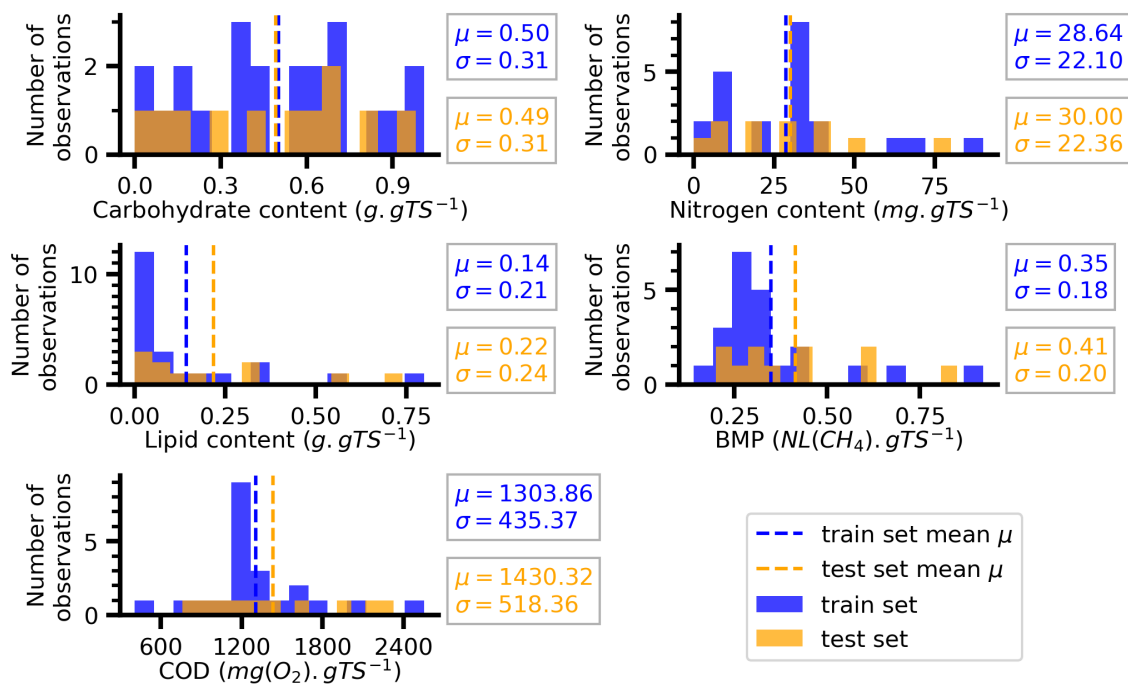 Number of
observations
2
0
0.0 0.3 0.6 0.9
Carbohydrate content (g.gTS⁻¹)
μ = 0.50
σ = 0.31
μ = 0.49
σ = 0.31
Number of
observations
5
0
0 25 50 75
Nitrogen content (mg.gTS⁻¹)
μ = 28.64
σ = 22.10
μ = 30.00
σ = 22.36
Number of
observations
10
0
0.00 0.25 0.50 0.75
Lipid content (g.gTS⁻¹)
μ = 0.14
σ = 0.21
μ = 0.22
σ = 0.24
Number of
observations
5
0
0.25 0.50 0.75
BMP (NL(CH₄).gTS⁻¹)
μ = 0.35
σ = 0.18
μ = 0.41
σ = 0.20
Number of
observations
5
0
600 1200 1800 2400
COD (mg(O₂).gTS⁻¹)
μ = 1303.86
σ = 435.37
μ = 1430.32
σ = 518.36
train set mean μ
test set mean μ
train set
test set